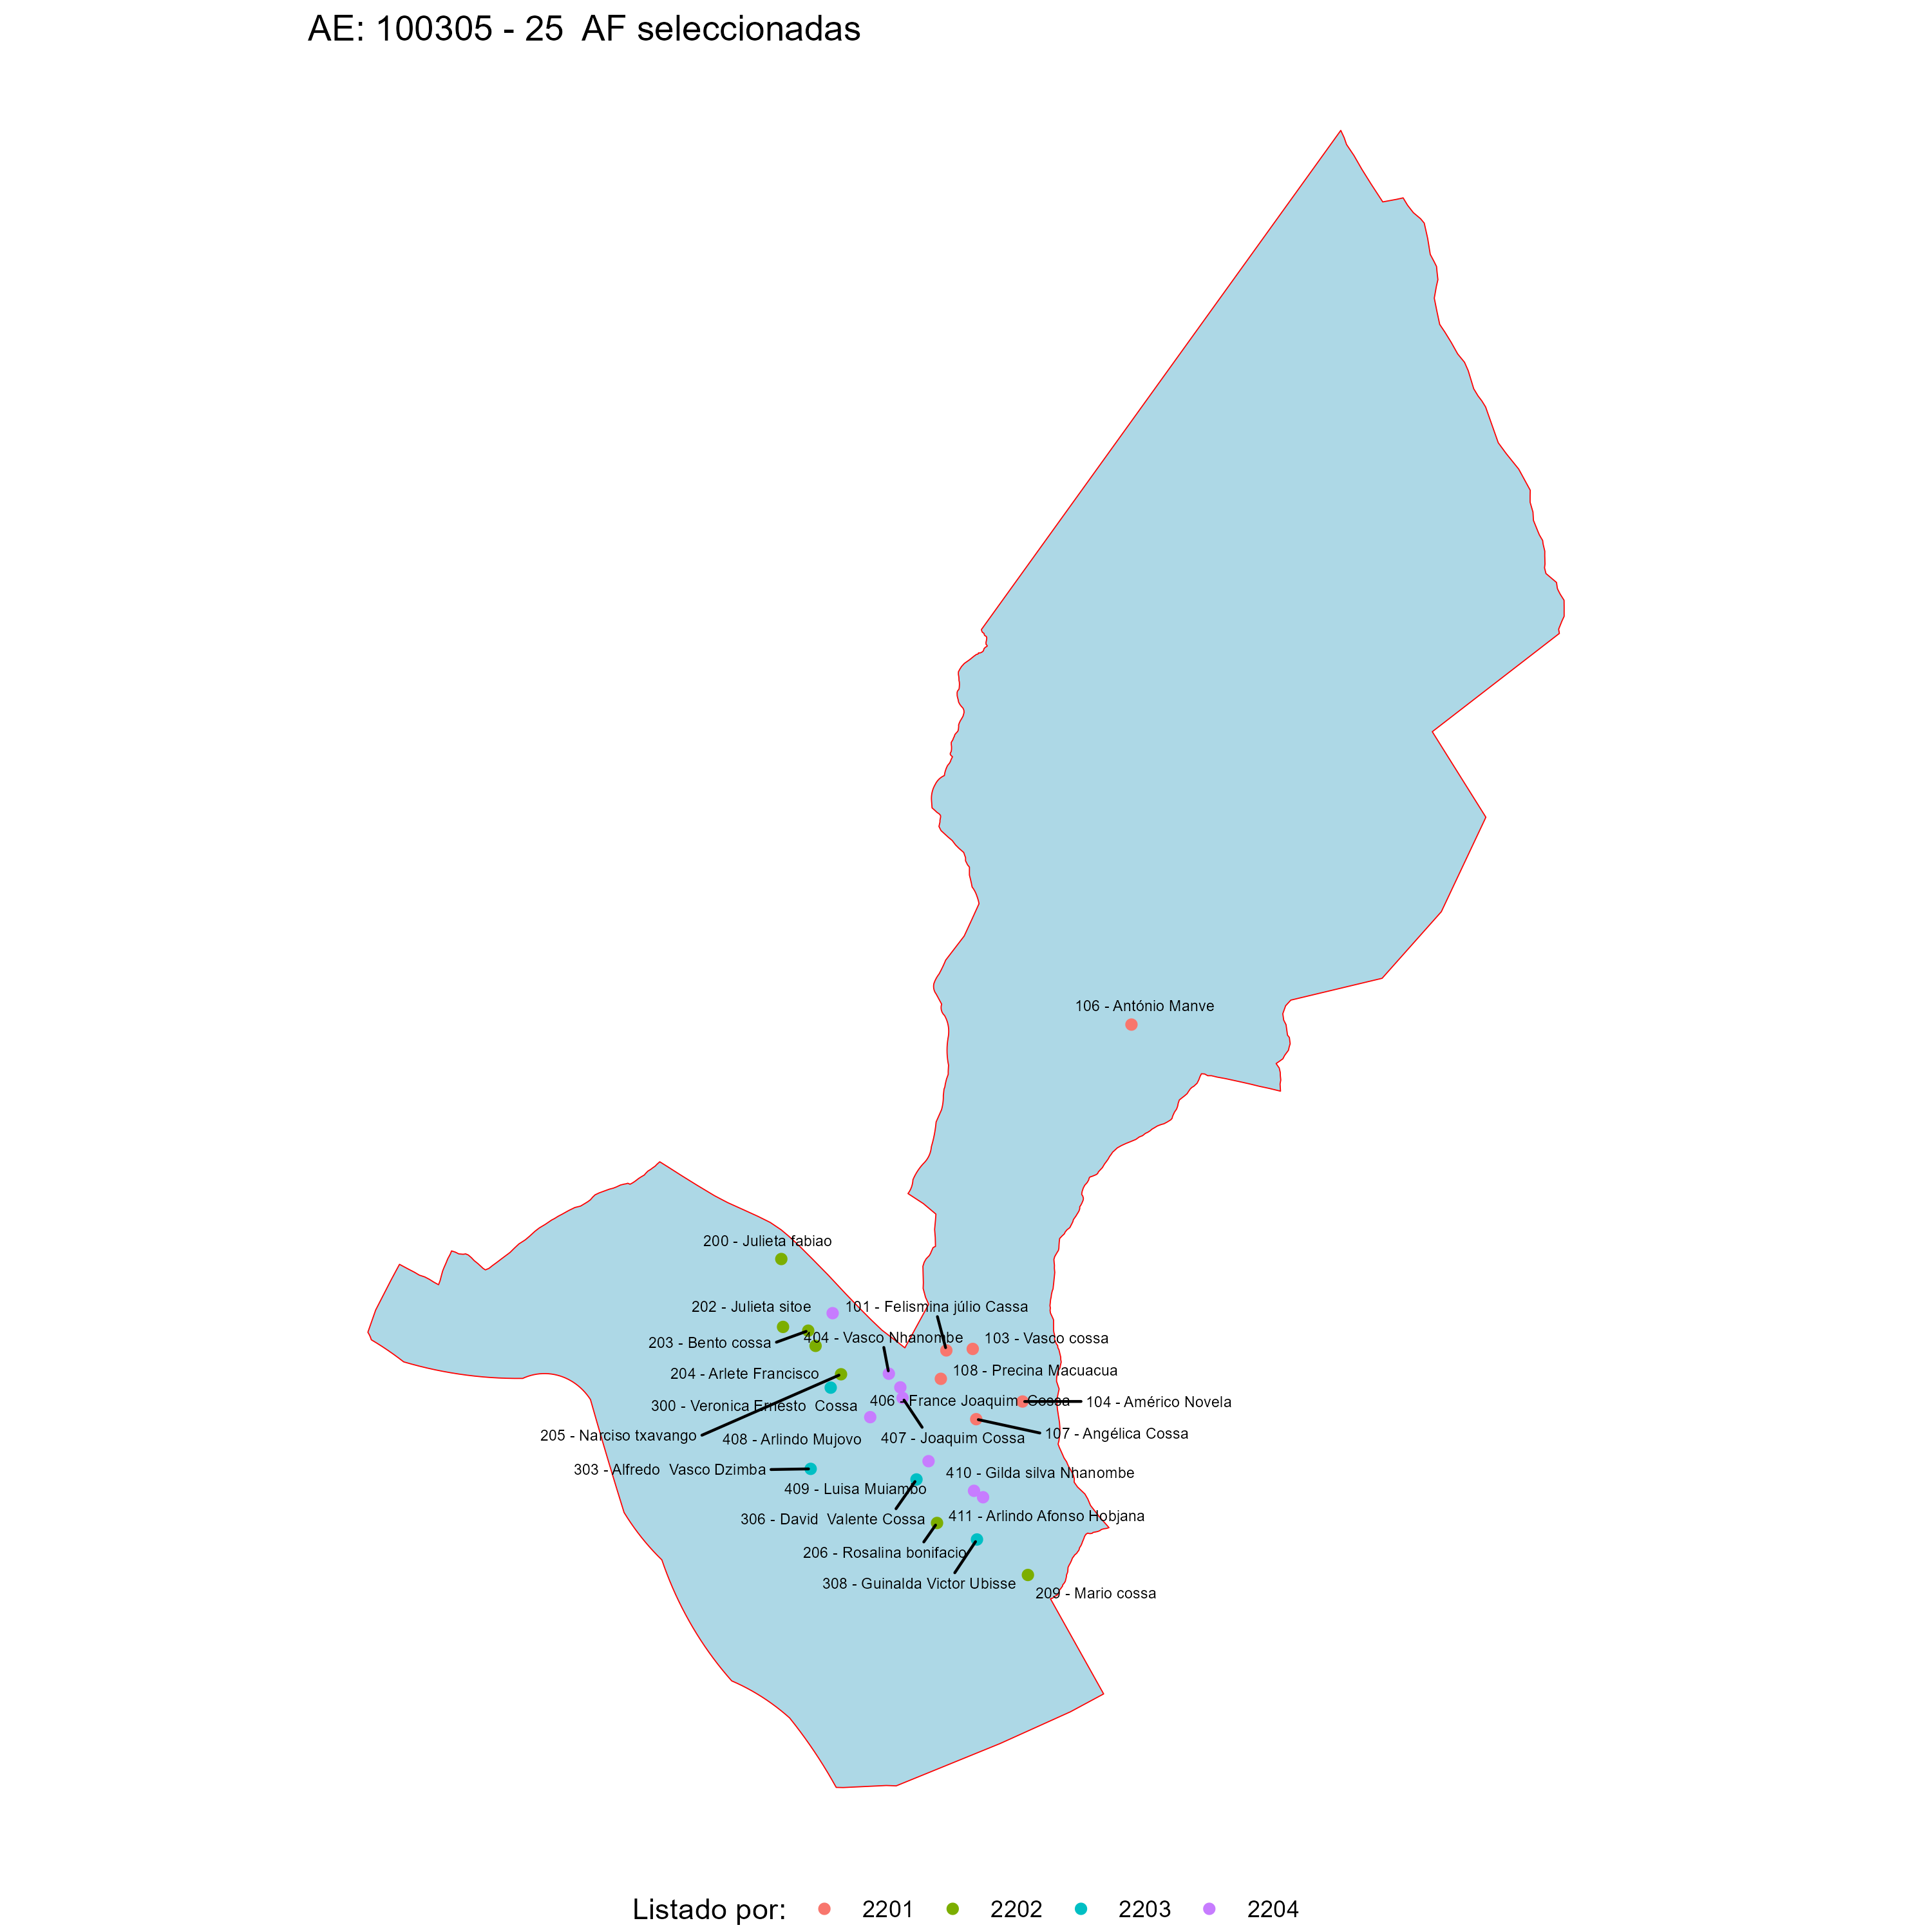 AE: 100305 - 25  AF seleccionadas
106 - António Manve
200 - Julieta fabiao
202 - Julieta sitoe
101 - Felismina júlio Cassa
203 - Bento cossa
404 - Vasco Nhanombe
103 - Vasco cossa
204 - Arlete Francisco
108 - Precina Macuacua
300 - Veronica Ernesto  Cossa
406 - France Joaquim  Cossa
104 - Américo Novela
205 - Narciso txavango
408 - Arlindo Mujovo
407 - Joaquim Cossa
107 - Angélica Cossa
303 - Alfredo  Vasco Dzimba
410 - Gilda silva Nhanombe
409 - Luisa Muiambo
306 - David  Valente Cossa
411 - Arlindo Afonso Hobjana
206 - Rosalina bonifacio
308 - Guinalda Victor Ubisse
209 - Mario cossa
Listado por: 2201 2202 2203 2204